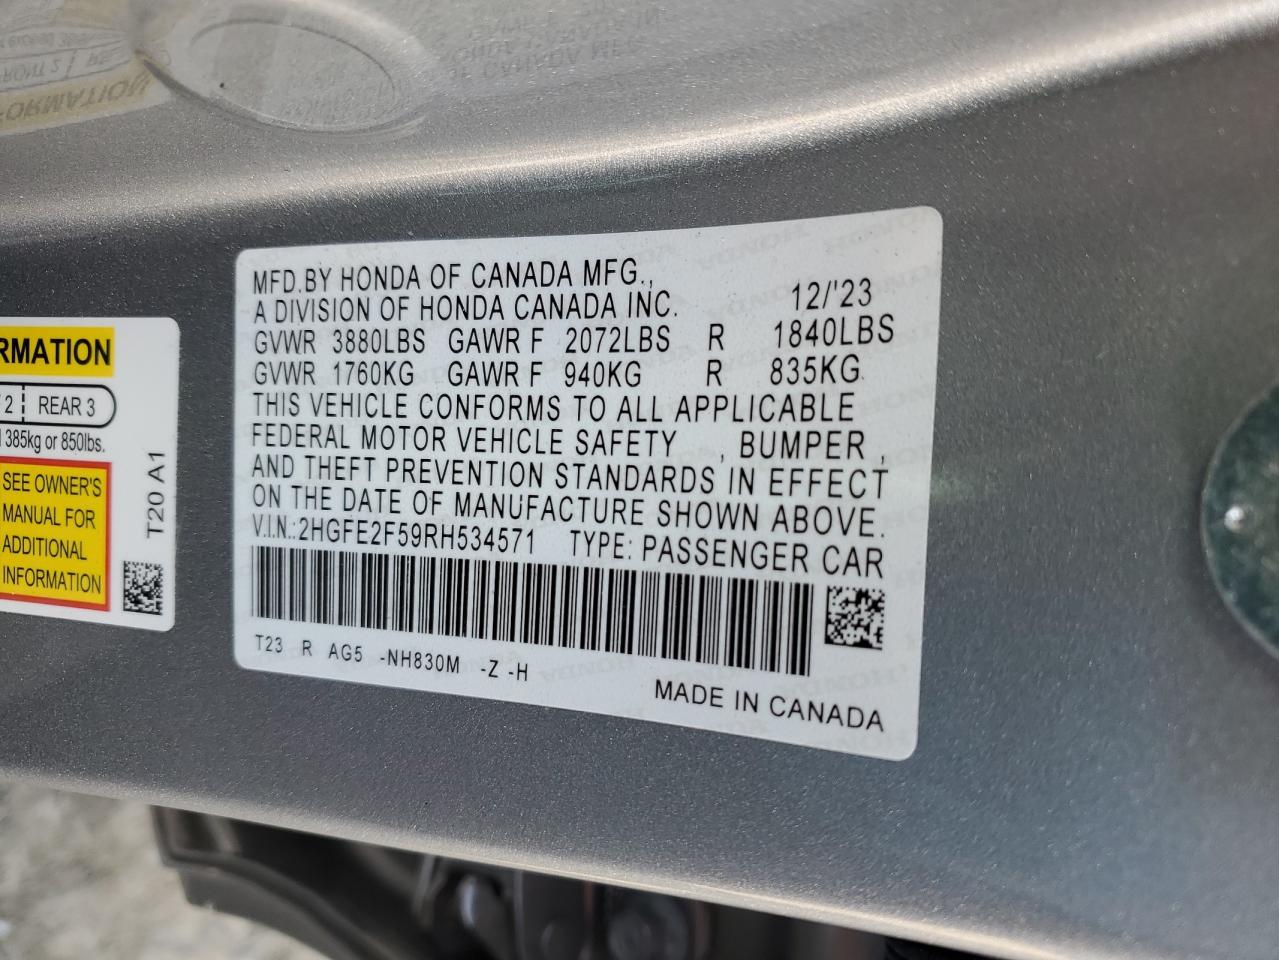 MFD.BY HONDA OF CANADA MFG.,
A DIVISION OF HONDA CANADA INC. 12/'23
GVWR 3880LBS GAWR F 2072LBS R 1840LBS
GVWR 1760KG GAWR F 940KG R 835KG
THIS VEHICLE CONFORMS TO ALL APPLICABLE
FEDERAL MOTOR VEHICLE SAFETY , BUMPER ,
AND THEFT PREVENTION STANDARDS IN EFFECT
ON THE DATE OF MANUFACTURE SHOWN ABOVE.
V.I.N.:2HGFE2F59RH534571 TYPE: PASSENGER CAR
T23 R AG5 -NH830M -Z -H
MADE IN CANADA
RMATION
2 REAR 3
385kg or 850lbs.
SEE OWNER'S
MANUAL FOR
ADDITIONAL
INFORMATION
T20 A1